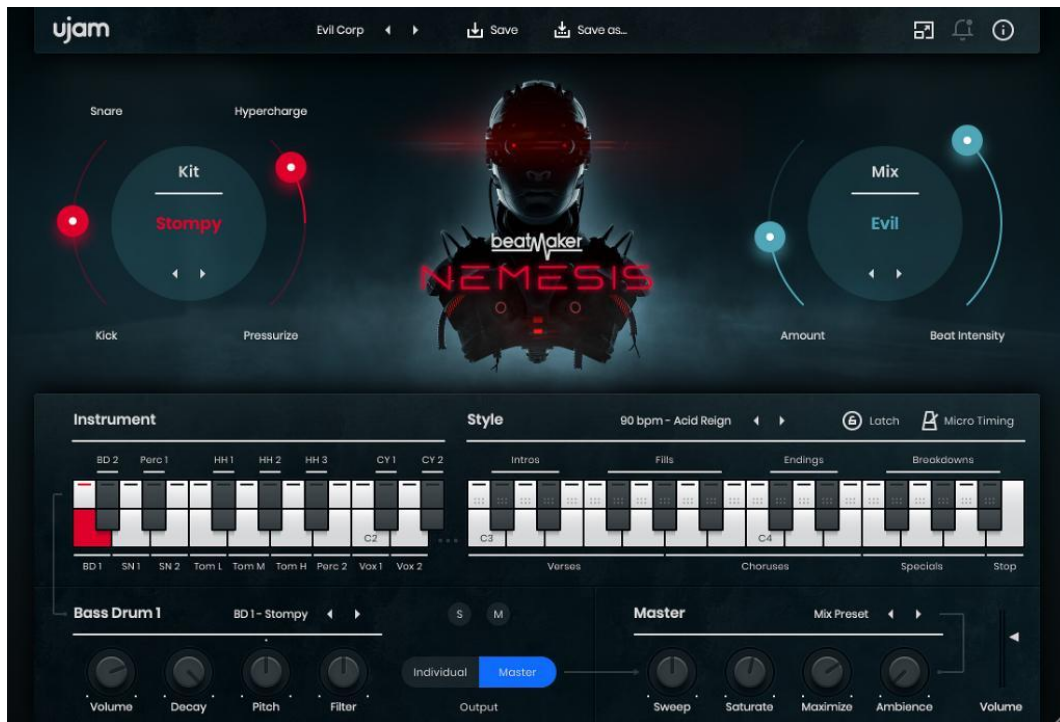 ujam Evil Corp Save Save as...
Snare Hypercharge
Kit Mix
Stompy Evil
beatMaker
NEMESIS
Kick Pressurize Amount Beat Intensity
Instrument Style 90 bpm - Acid Reign Latch Micro Timing
BD 2 Perc 1 HH 1 HH 2 HH 3 CY 1 CY 2 Intros Fills Endings Breakdowns
C2 C3 C4
BD 1 SN 1 SN 2 Tom L Tom M Tom H Perc 2 Vox 1 Vox 2 Verses Choruses Specials Stop
Bass Drum 1 BD 1 - Stompy S M Master Mix Preset
Individual Master
Volume Decay Pitch Filter Output Sweep Saturate Maximize Ambience Volume